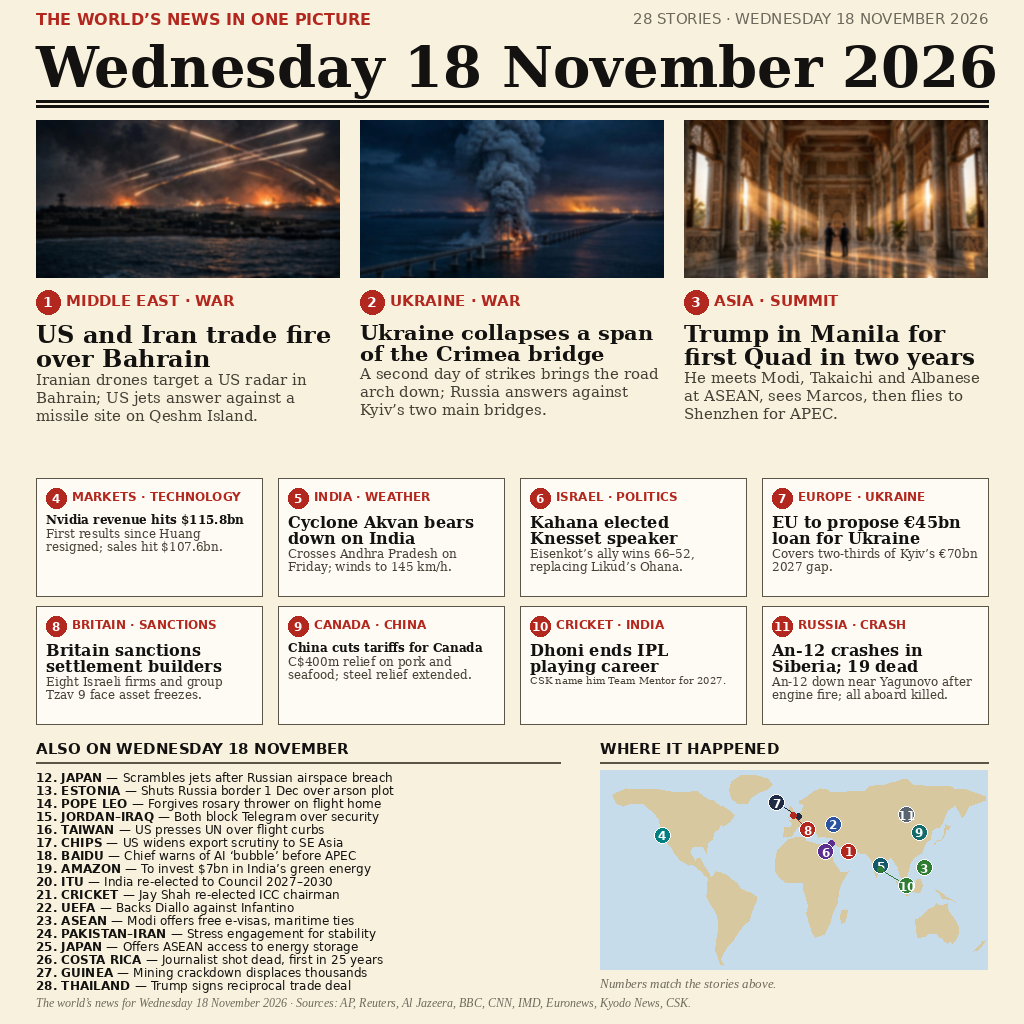 THE WORLD’S NEWS IN ONE PICTURE
28 STORIES · WEDNESDAY 18 NOVEMBER 2026
Wednesday 18 November 2026
1 MIDDLE EAST · WAR
US and Iran trade fire
over Bahrain
Iranian drones target a US radar in
Bahrain; US jets answer against a
missile site on Qeshm Island.
2 UKRAINE · WAR
Ukraine collapses a span
of the Crimea bridge
A second day of strikes brings the road
arch down; Russia answers against
Kyiv’s two main bridges.
3 ASIA · SUMMIT
Trump in Manila for
first Quad in two years
He meets Modi, Takaichi and Albanese
at ASEAN, sees Marcos, then flies to
Shenzhen for APEC.
4 MARKETS · TECHNOLOGY
Nvidia revenue hits $115.8bn
First results since Huang
resigned; sales hit $107.6bn.
5 INDIA · WEATHER
Cyclone Akvan bears
down on India
Crosses Andhra Pradesh on
Friday; winds to 145 km/h.
6 ISRAEL · POLITICS
Kahana elected
Knesset speaker
Eisenkot’s ally wins 66–52,
replacing Likud’s Ohana.
7 EUROPE · UKRAINE
EU to propose €45bn
loan for Ukraine
Covers two-thirds of Kyiv’s €70bn
2027 gap.
8 BRITAIN · SANCTIONS
Britain sanctions
settlement builders
Eight Israeli firms and group
Tzav 9 face asset freezes.
9 CANADA · CHINA
China cuts tariffs for Canada
C$400m relief on pork and
seafood; steel relief extended.
10 CRICKET · INDIA
Dhoni ends IPL
playing career
CSK name him Team Mentor for 2027.
11 RUSSIA · CRASH
An-12 crashes in
Siberia; 19 dead
An-12 down near Yagunovo after
engine fire; all aboard killed.
ALSO ON WEDNESDAY 18 NOVEMBER
12. JAPAN — Scrambles jets after Russian airspace breach
13. ESTONIA — Shuts Russia border 1 Dec over arson plot
14. POPE LEO — Forgives rosary thrower on flight home
15. JORDAN–IRAQ — Both block Telegram over security
16. TAIWAN — US presses UN over flight curbs
17. CHIPS — US widens export scrutiny to SE Asia
18. BAIDU — Chief warns of AI ‘bubble’ before APEC
19. AMAZON — To invest $7bn in India’s green energy
20. ITU — India re-elected to Council 2027–2030
21. CRICKET — Jay Shah re-elected ICC chairman
22. UEFA — Backs Diallo against Infantino
23. ASEAN — Modi offers free e-visas, maritime ties
24. PAKISTAN–IRAN — Stress engagement for stability
25. JAPAN — Offers ASEAN access to energy storage
26. COSTA RICA — Journalist shot dead, first in 25 years
27. GUINEA — Mining crackdown displaces thousands
28. THAILAND — Trump signs reciprocal trade deal
WHERE IT HAPPENED
7
11
2
8
9
4
6
1
5
3
10
Numbers match the stories above.
The world’s news for Wednesday 18 November 2026 · Sources: AP, Reuters, Al Jazeera, BBC, CNN, IMD, Euronews, Kyodo News, CSK.